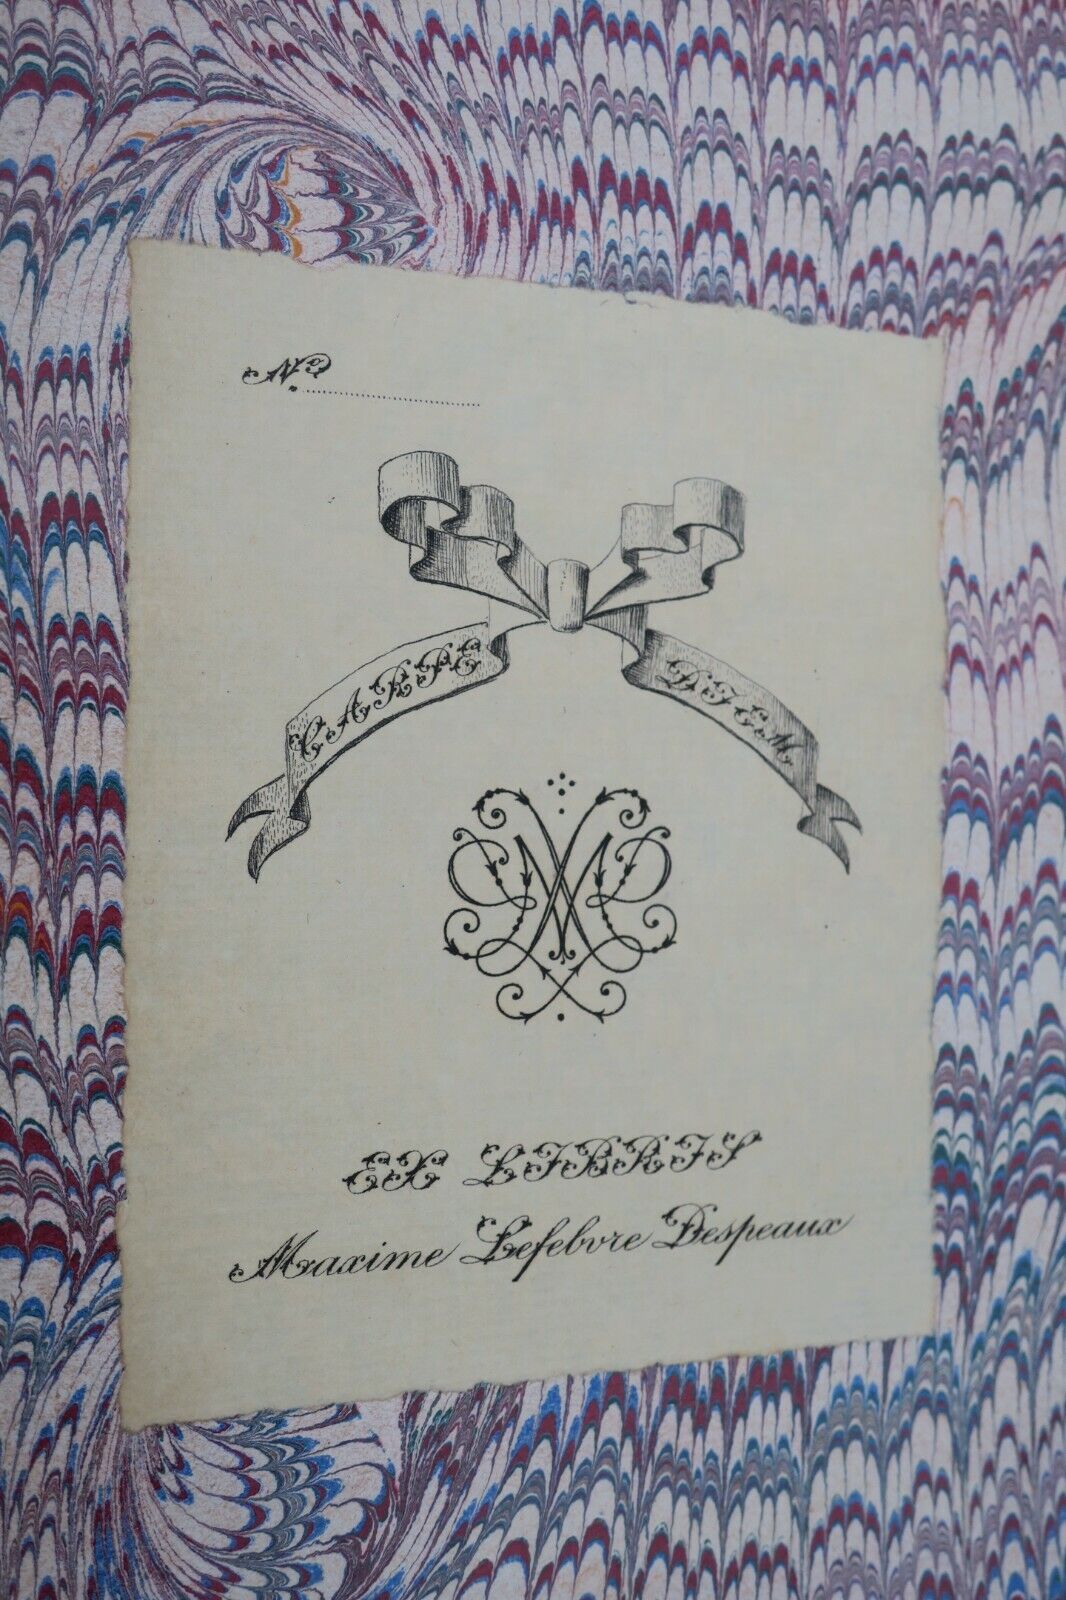 N°
CARPE DIEM
EX LIBRIS
Maxime Lefebvre Despeaux